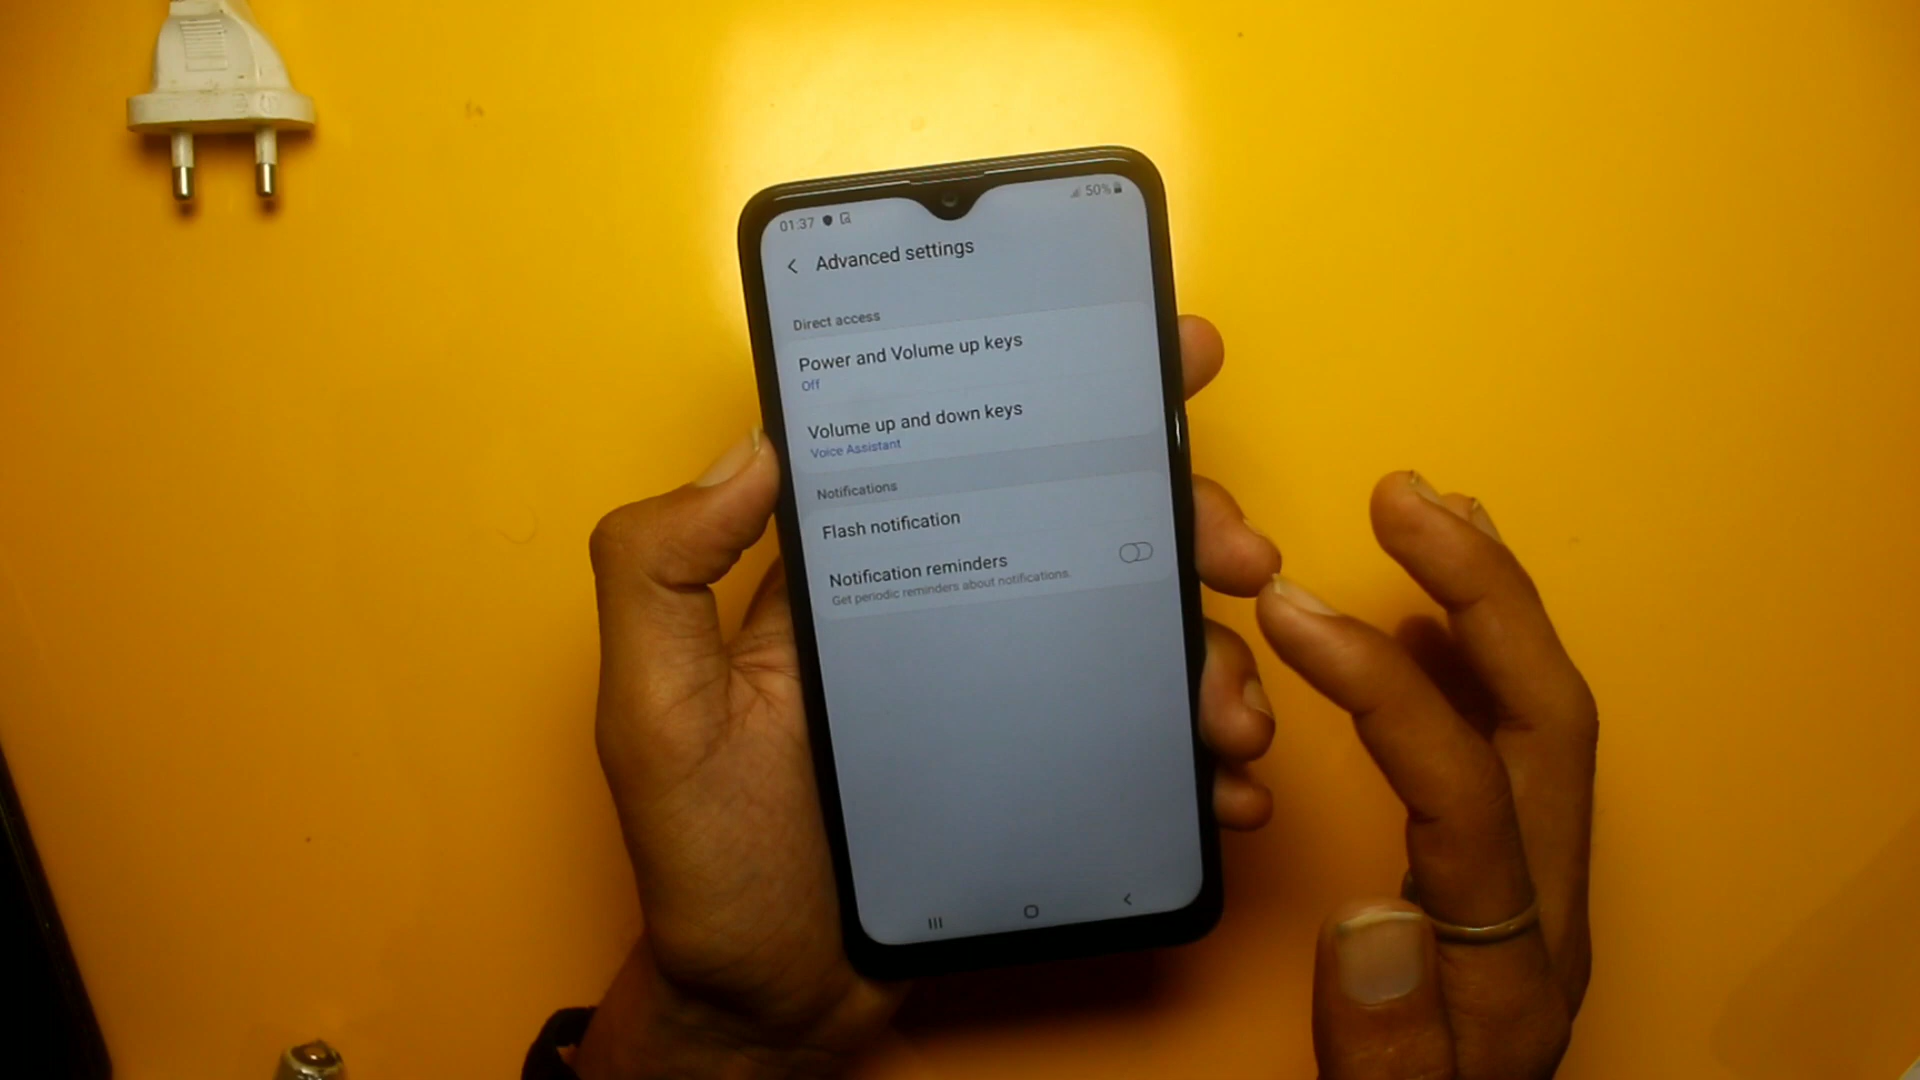 01:37 50%
Advanced settings
Direct access
Power and Volume up keys
Off
Volume up and down keys
Voice Assistant
Notifications
Flash notification
Notification reminders
Get periodic reminders about notifications.